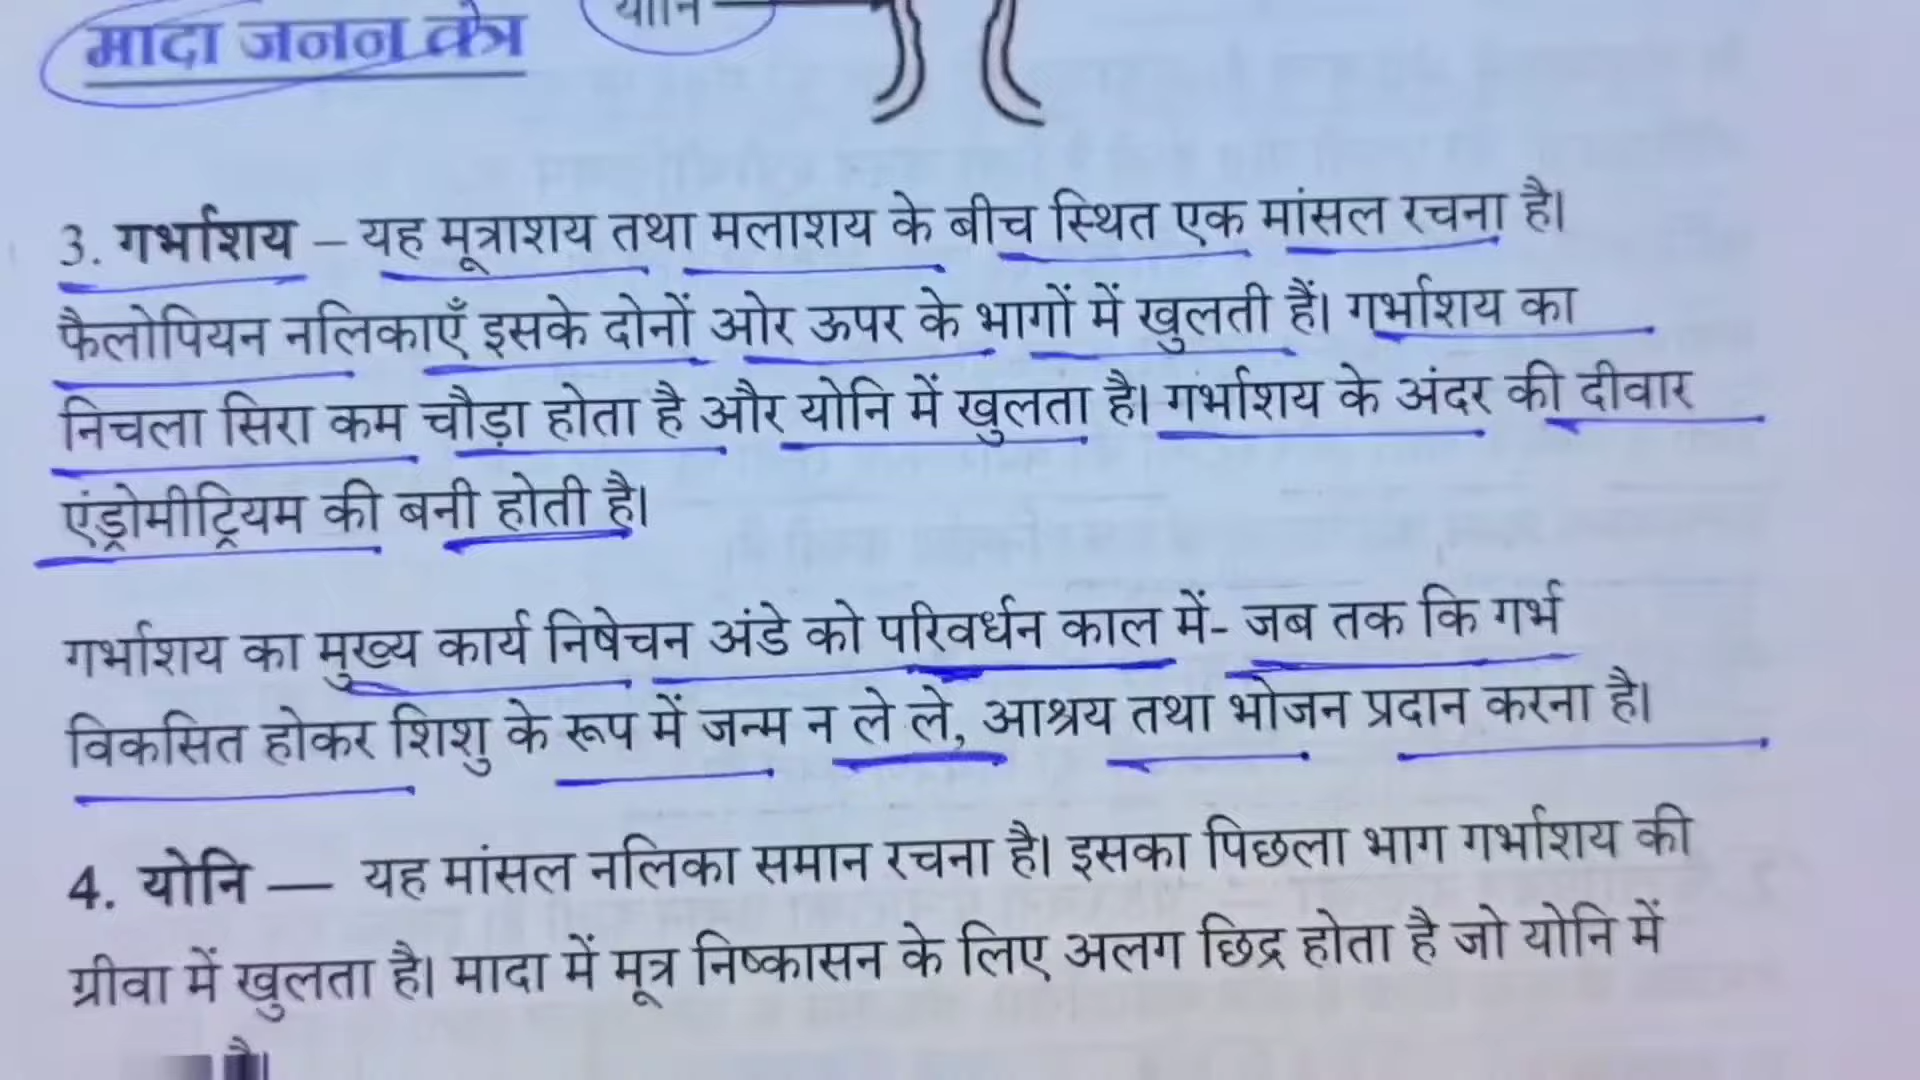 योनि
मादा जनन तंत्र
3. गर्भाशय – यह मूत्राशय तथा मलाशय के बीच स्थित एक मांसल रचना है।
फैलोपियन नलिकाएँ इसके दोनों ओर ऊपर के भागों में खुलती हैं। गर्भाशय का
निचला सिरा कम चौड़ा होता है और योनि में खुलता है। गर्भाशय के अंदर की दीवार
एंड्रोमीट्रियम की बनी होती है।
गर्भाशय का मुख्य कार्य निषेचन अंडे को परिवर्धन काल में- जब तक कि गर्भ
विकसित होकर शिशु के रूप में जन्म न ले ले, आश्रय तथा भोजन प्रदान करना है।
4. योनि — यह मांसल नलिका समान रचना है। इसका पिछला भाग गर्भाशय की
ग्रीवा में खुलता है। मादा में मूत्र निष्कासन के लिए अलग छिद्र होता है जो योनि में
है।